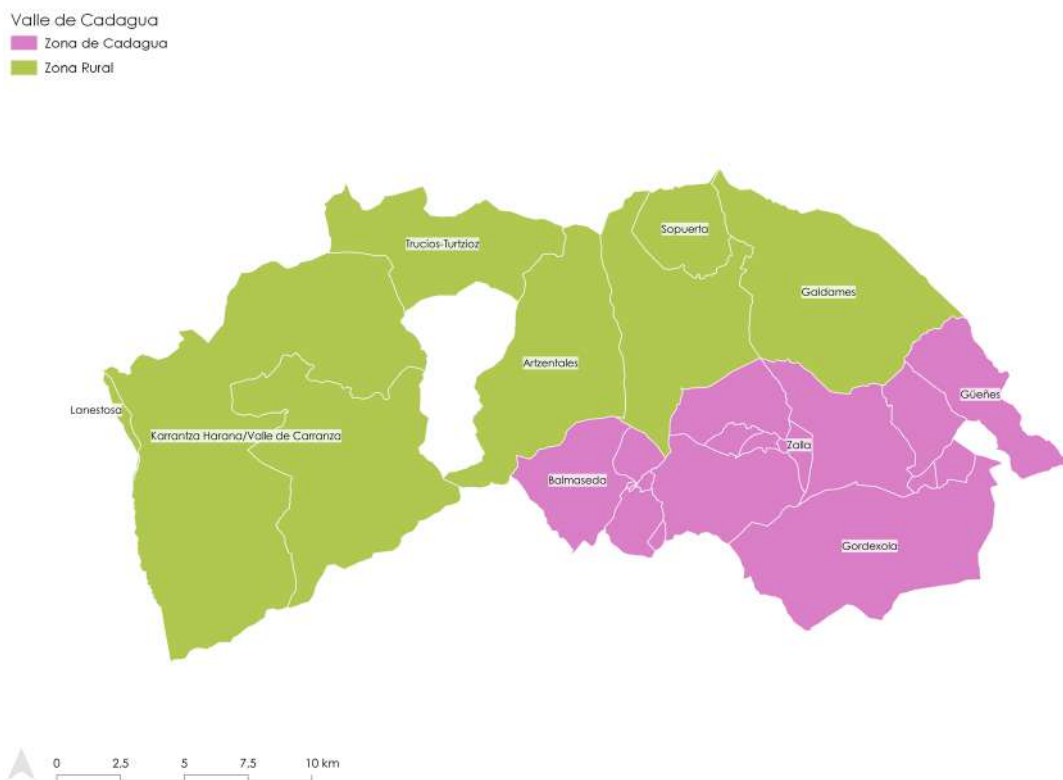 Valle de Cadagua
Zona de Cadagua
Zona Rural
Sopuerta
Trucios-Turtzioz
Galdames
Artzentales
Güeñes
Lanestosa
Karrantza Harana/Valle de Carranza
Zalla
Balmaseda
Gordexola
0 2,5 5 7,5 10 km